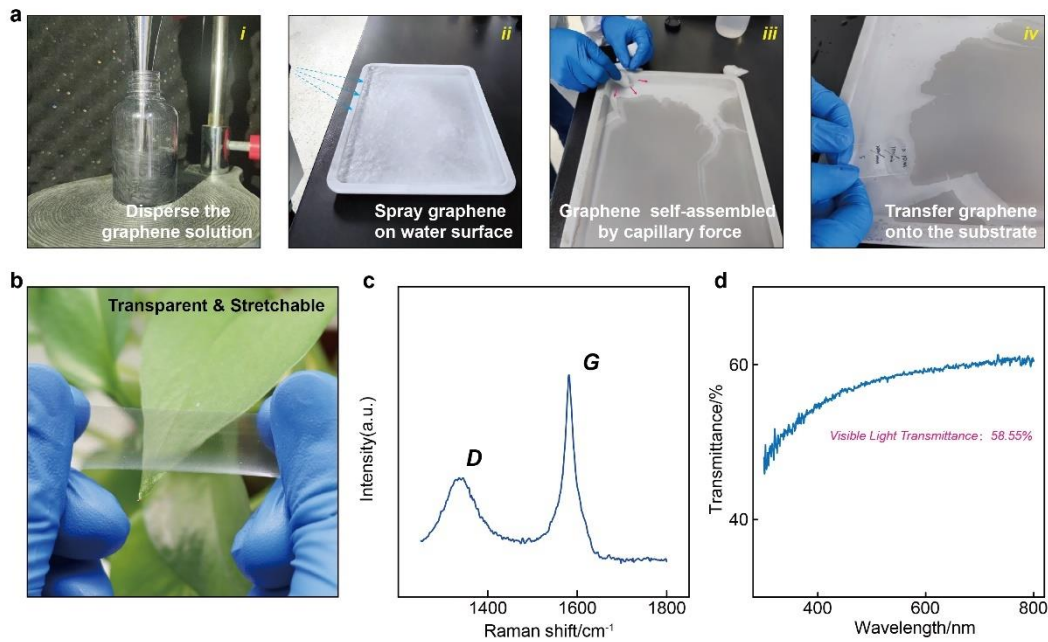 a
i
Disperse the
graphene solution
ii
Spray graphene
on water surface
iii
Graphene self-assembled
by capillary force
iv
Transfer graphene
onto the substrate
b
Transparent & Stretchable
c
D
G
Intensity(a.u.)
1400
1600
1800
Raman shift/cm⁻¹
d
60
40
Transmittance/%
Visible Light Transmittance: 58.55%
400
600
800
Wavelength/nm